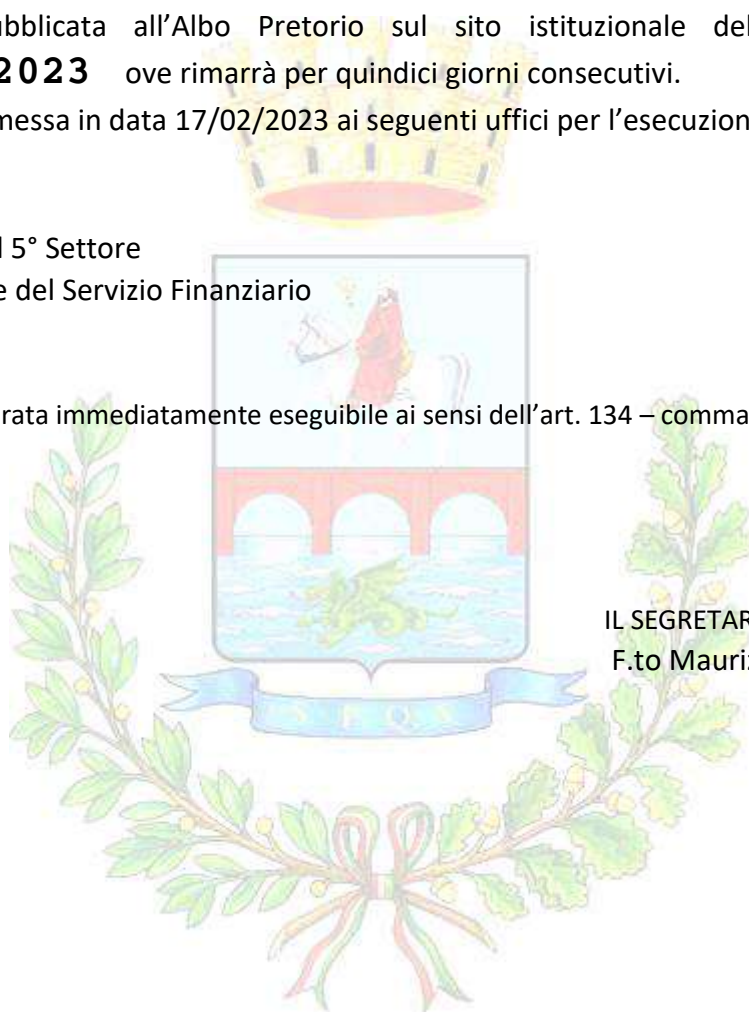 ubblicata all’Albo Pretorio sul sito istituzionale del
2023 ove rimarrà per quindici giorni consecutivi.
messa in data 17/02/2023 ai seguenti uffici per l’esecuzion
l 5° Settore
e del Servizio Finanziario
rata immediatamente eseguibile ai sensi dell’art. 134 – comma
IL SEGRETAR
F.to Mauriz
S P Q S